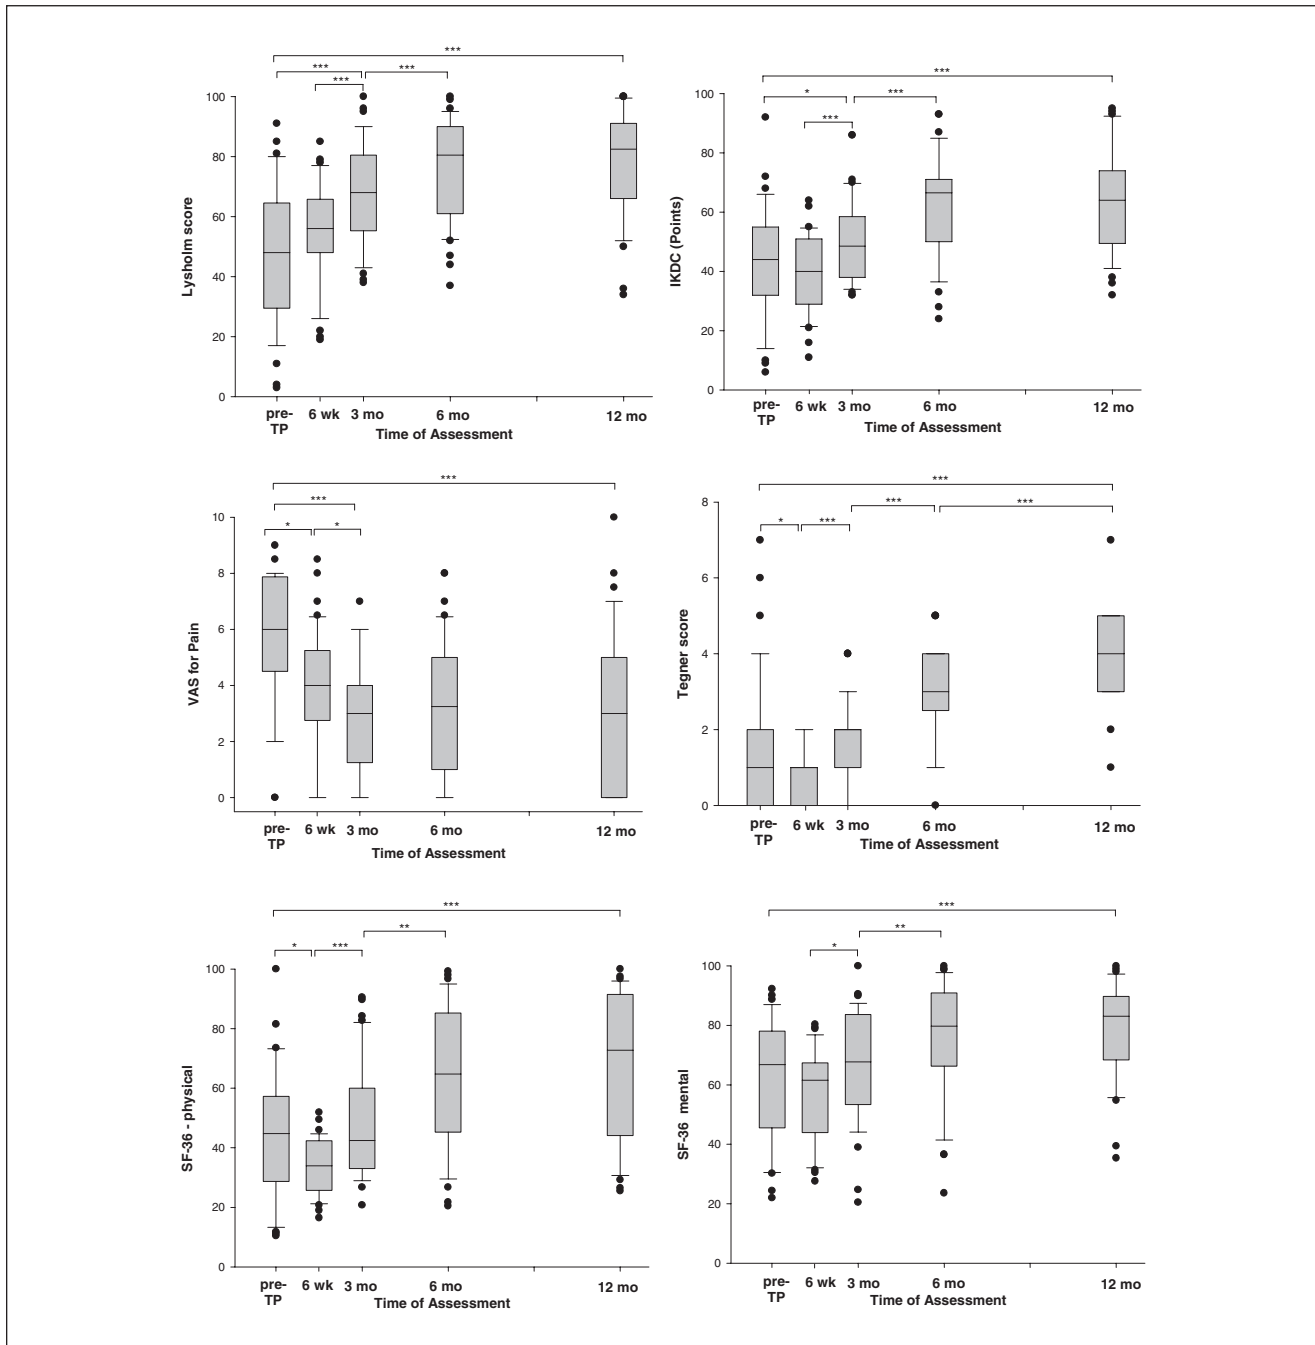 ***
*** ***
***
100
80
60
40
20
0
Lysholm score
pre-TP 6 wk 3 mo 6 mo 12 mo
Time of Assessment
***
* ***
***
100
80
60
40
20
0
IKDC (Points)
pre-TP 6 wk 3 mo 6 mo 12 mo
Time of Assessment
***
***
* *
10
8
6
4
2
0
VAS for Pain
pre-TP 6 wk 3 mo 6 mo 12 mo
Time of Assessment
***
*** ***
* ***
8
6
4
2
0
Tegner score
pre-TP 6 wk 3 mo 6 mo 12 mo
Time of Assessment
***
**
* ***
100
80
60
40
20
0
SF-36 - physical
pre-TP 6 wk 3 mo 6 mo 12 mo
Time of Assessment
***
**
*
100
80
60
40
20
0
SF-36 mental
pre-TP 6 wk 3 mo 6 mo 12 mo
Time of Assessment